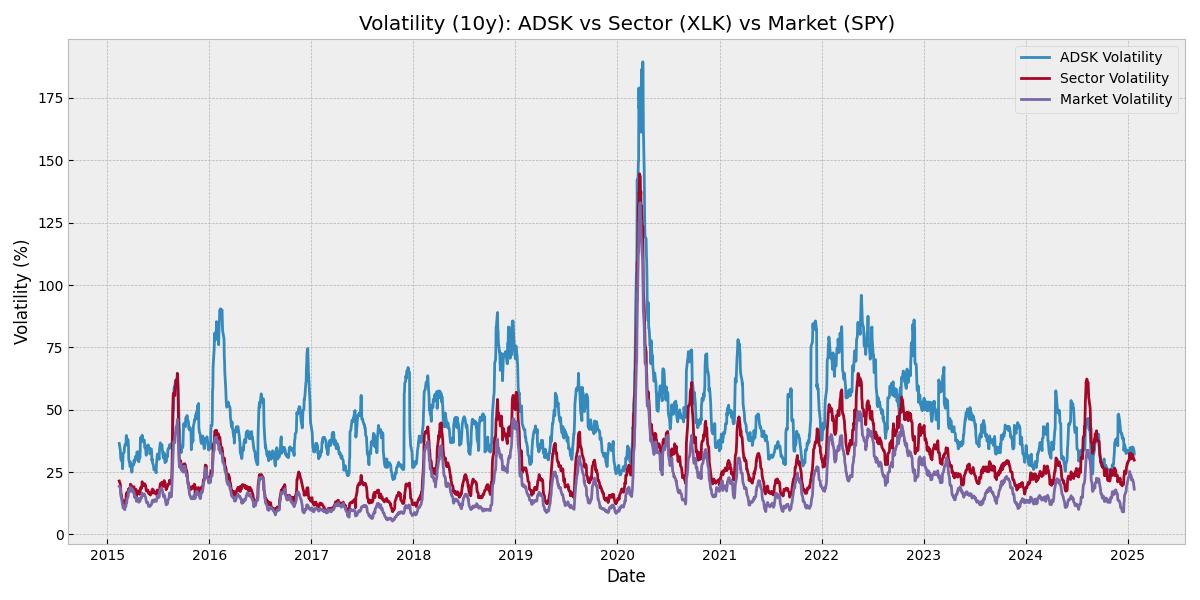 Volatility (10y): ADSK vs Sector (XLK) vs Market (SPY)
ADSK Volatility
Sector Volatility
Market Volatility
Volatility (%)
175
150
125
100
75
50
25
0
2015 2016 2017 2018 2019 2020 2021 2022 2023 2024 2025
Date